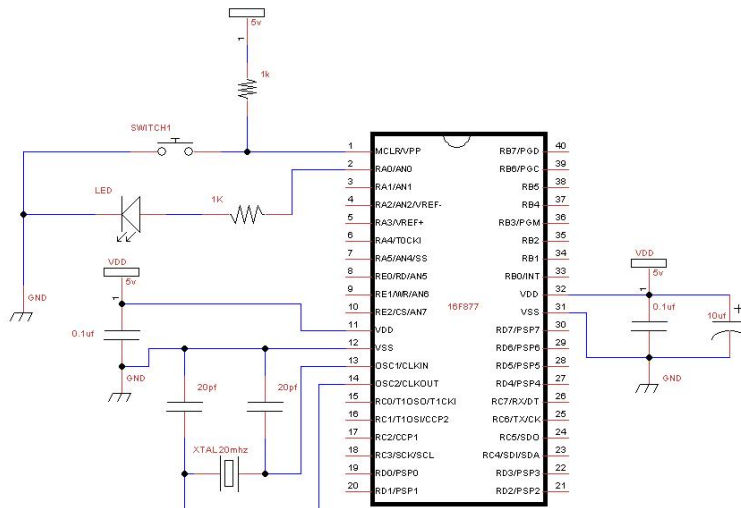 5v
1
1k
SWITCH1
LED
1K
GND
VDD
5v
1
0.1uf
GND
20pf
20pf
XTAL20mhz
16F877
1 MCLR/VPP
2 RA0/AN0
3 RA1/AN1
4 RA2/AN2/VREF-
5 RA3/VREF+
6 RA4/T0CKI
7 RA5/AN4/SS
8 RE0/RD/AN5
9 RE1/WR/AN6
10 RE2/CS/AN7
11 VDD
12 VSS
13 OSC1/CLKIN
14 OSC2/CLKOUT
15 RC0/T1OSO/T1CKI
16 RC1/T1OSI/CCP2
17 RC2/CCP1
18 RC3/SCK/SCL
19 RD0/PSP0
20 RD1/PSP1
RB7/PGD 40
RB6/PGC 39
RB5 38
RB4 37
RB3/PGM 36
RB2 35
RB1 34
RB0/INT 33
VDD 32
VSS 31
RD7/PSP7 30
RD6/PSP6 29
RD5/PSP5 28
RD4/PSP4 27
RC7/RX/DT 26
RC6/TX/CK 25
RC5/SDO 24
RC4/SDI/SDA 23
RD3/PSP3 22
RD2/PSP2 21
VDD
5v
1
0.1uf
10uf
+
GND